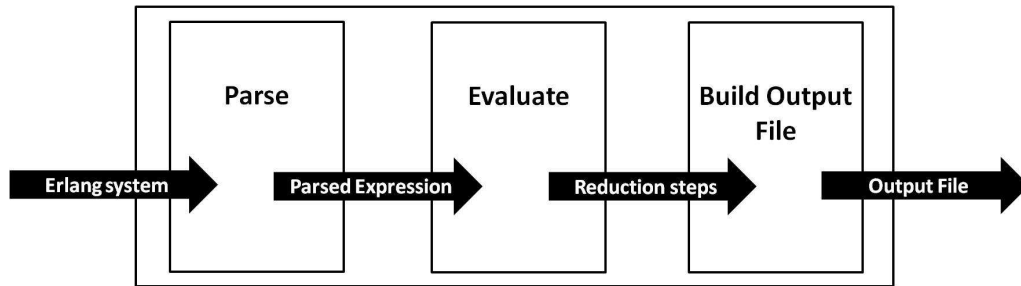 Parse
Evaluate
Build Output
File
Erlang system
Parsed Expression
Reduction steps
Output File